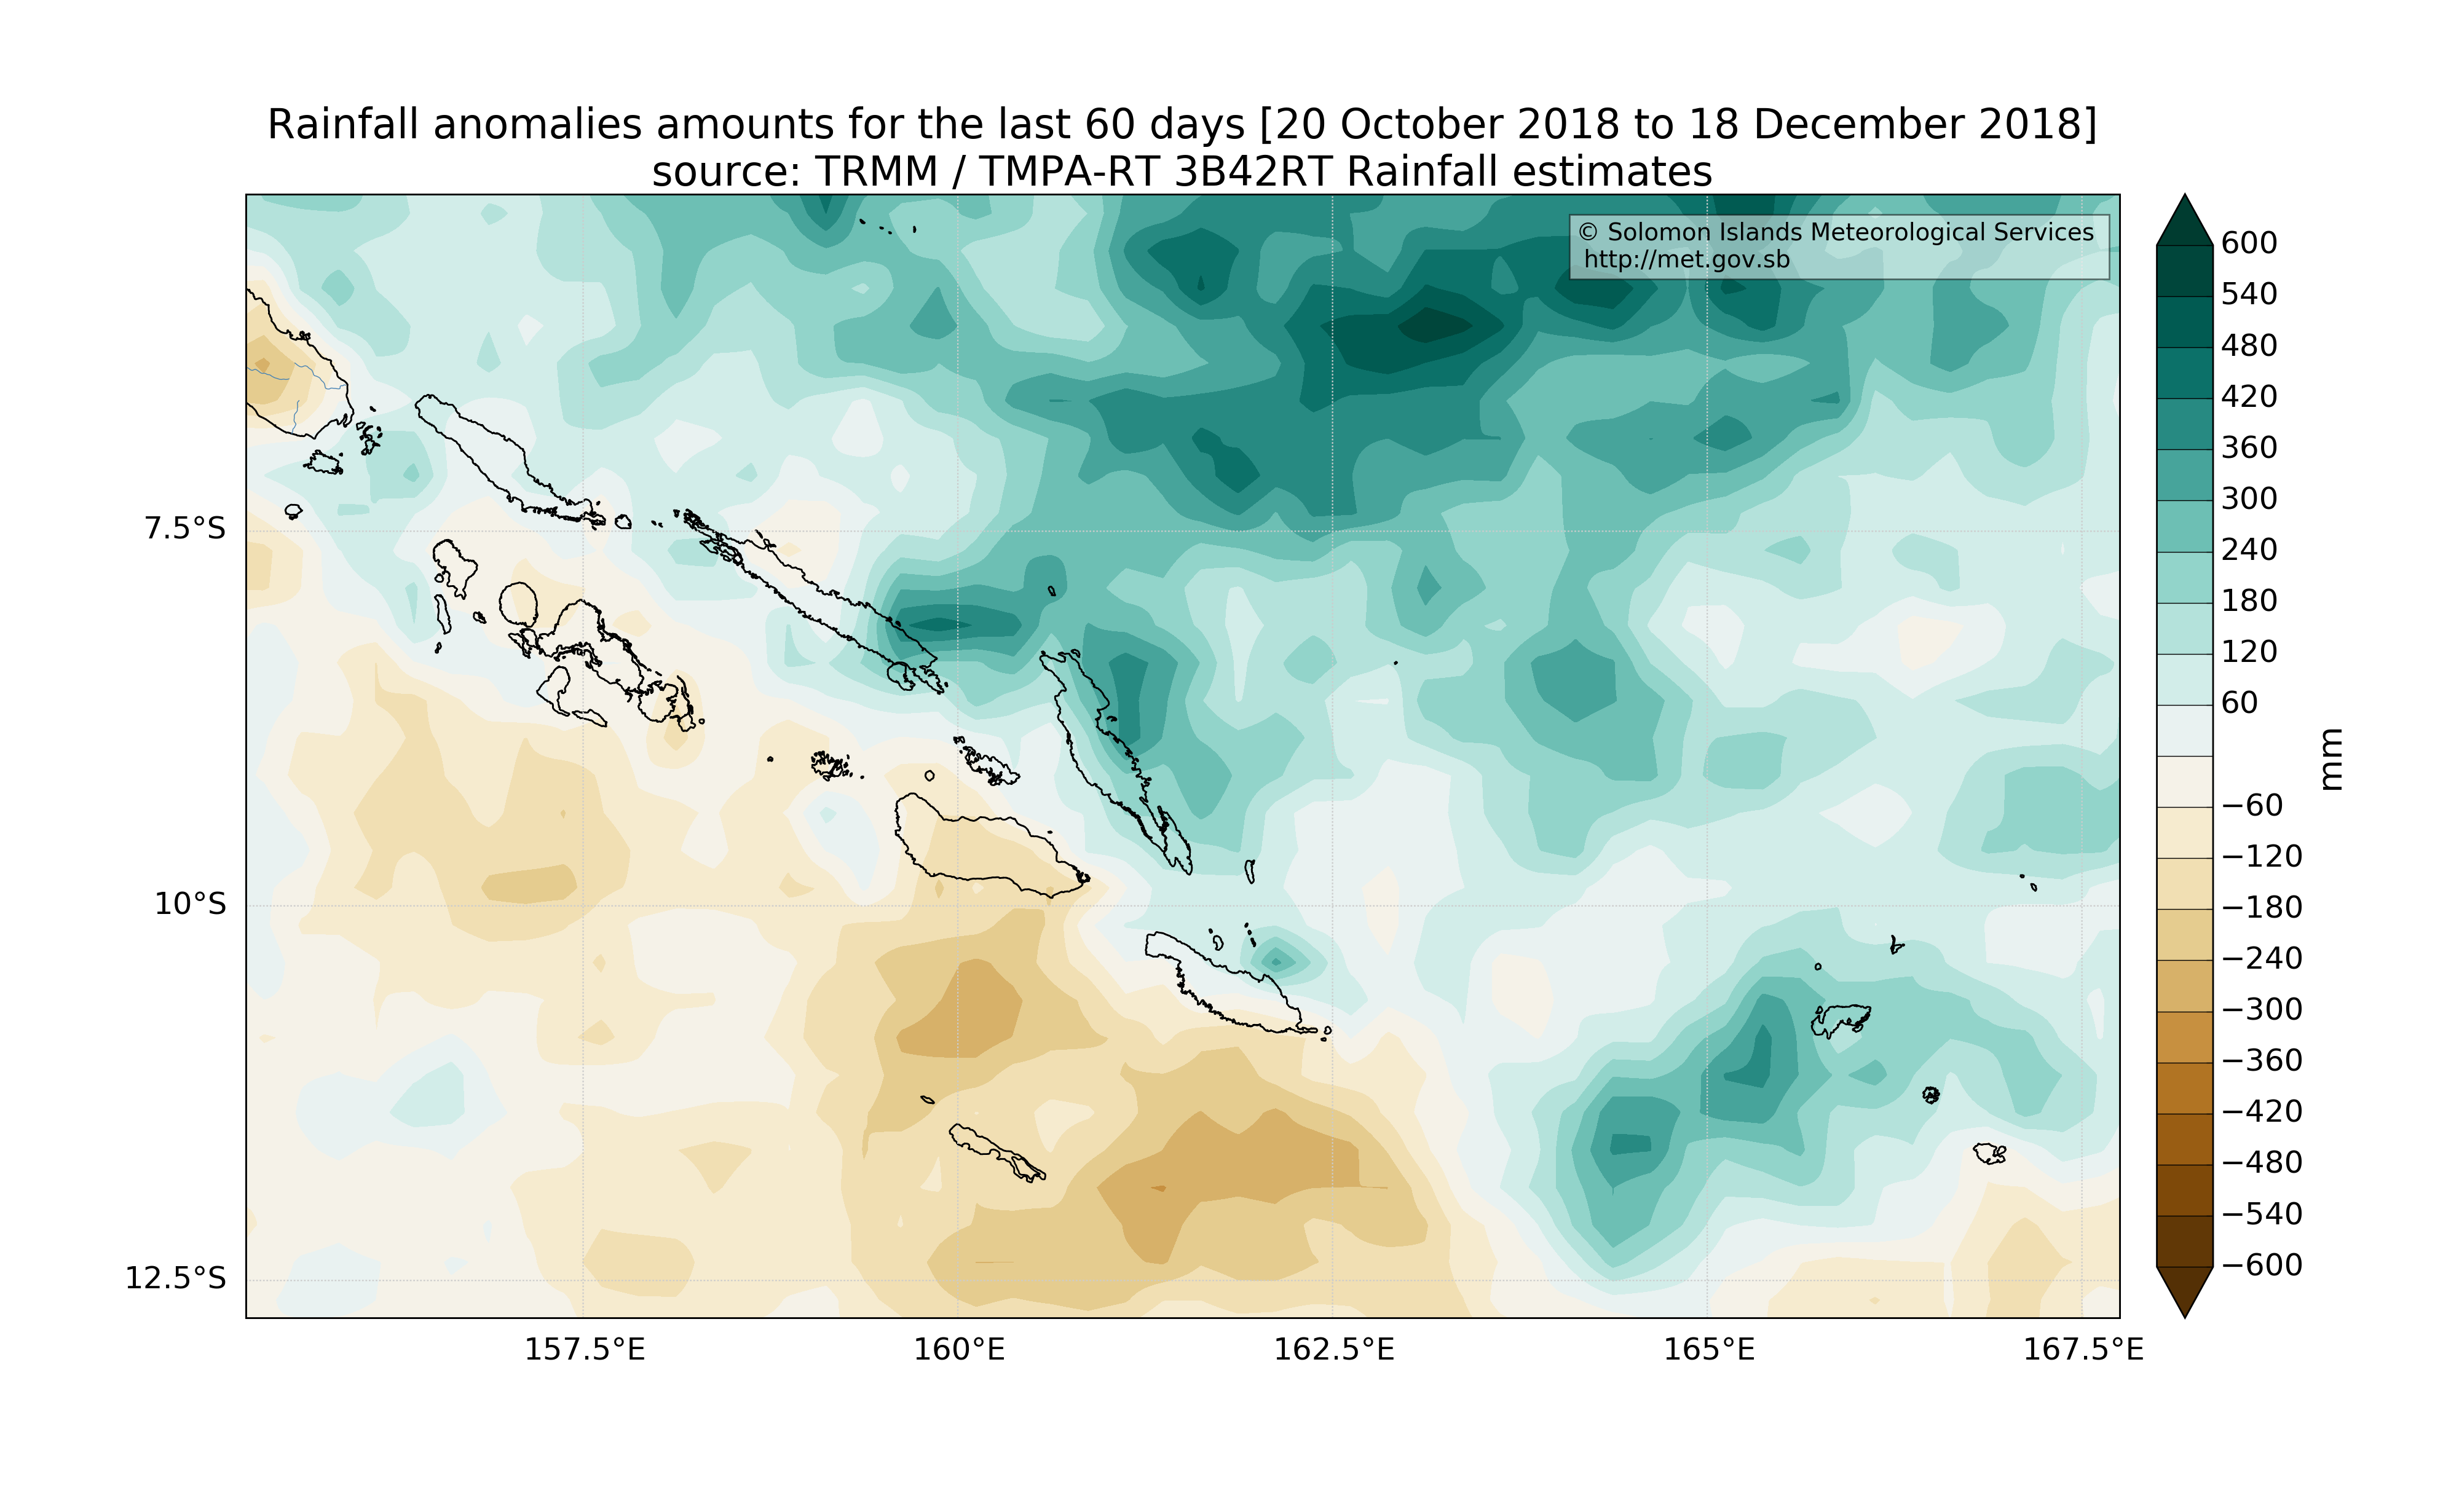 Rainfall anomalies amounts for the last 60 days [20 October 2018 to 18 December 2018]
source: TRMM / TMPA-RT 3B42RT Rainfall estimates
© Solomon Islands Meteorological Services
http://met.gov.sb
7.5°S
10°S
12.5°S
157.5°E
160°E
162.5°E
165°E
167.5°E
600
540
480
420
360
300
240
180
120
60
−60
−120
−180
−240
−300
−360
−420
−480
−540
−600
mm